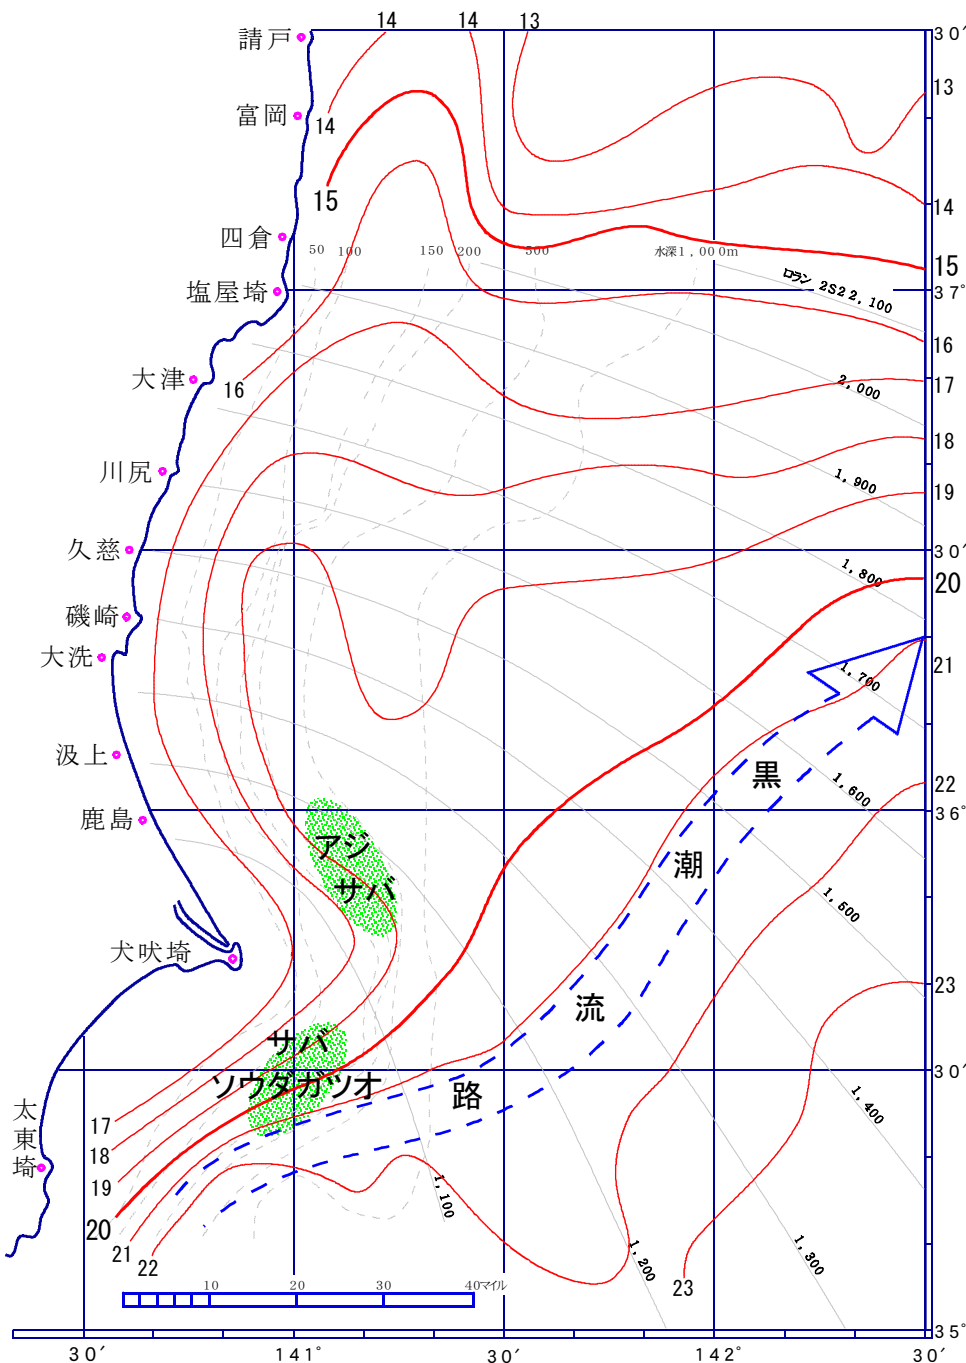 14 14 13
請戸 30′
13
富岡 14
15
14
四倉
50 100 150 200 500 水深1,000m
15
塩屋埼
ロラン 2S2 2,100
37°
16
大津
16
2,000
17
18
川尻
1,900
19
久慈
30′
1,800
20
磯崎
大洗
21
1,700
汲上
黒
22
1,600
鹿島
36°
アジ
サバ
潮
1,500
犬吠埼
23
流
サバ
ソウダガツオ
30′
路
1,400
太東埼
17
18
19
20
21
22
1,100
1,200
1,300
23
10 20 30 40マイル
35°
30′ 141° 30′ 142° 30′